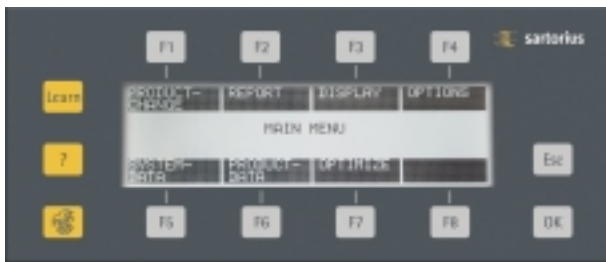 F1 F2 F3 F4 sartorius
Learn
PRODUCT- REPORT DISPLAY OPTIONS
CHANGE
MAIN MENU
? Esc
SYSTEM- PRODUCT- OPTIMIZE
DATA DATA
F5 F6 F7 F8 OK